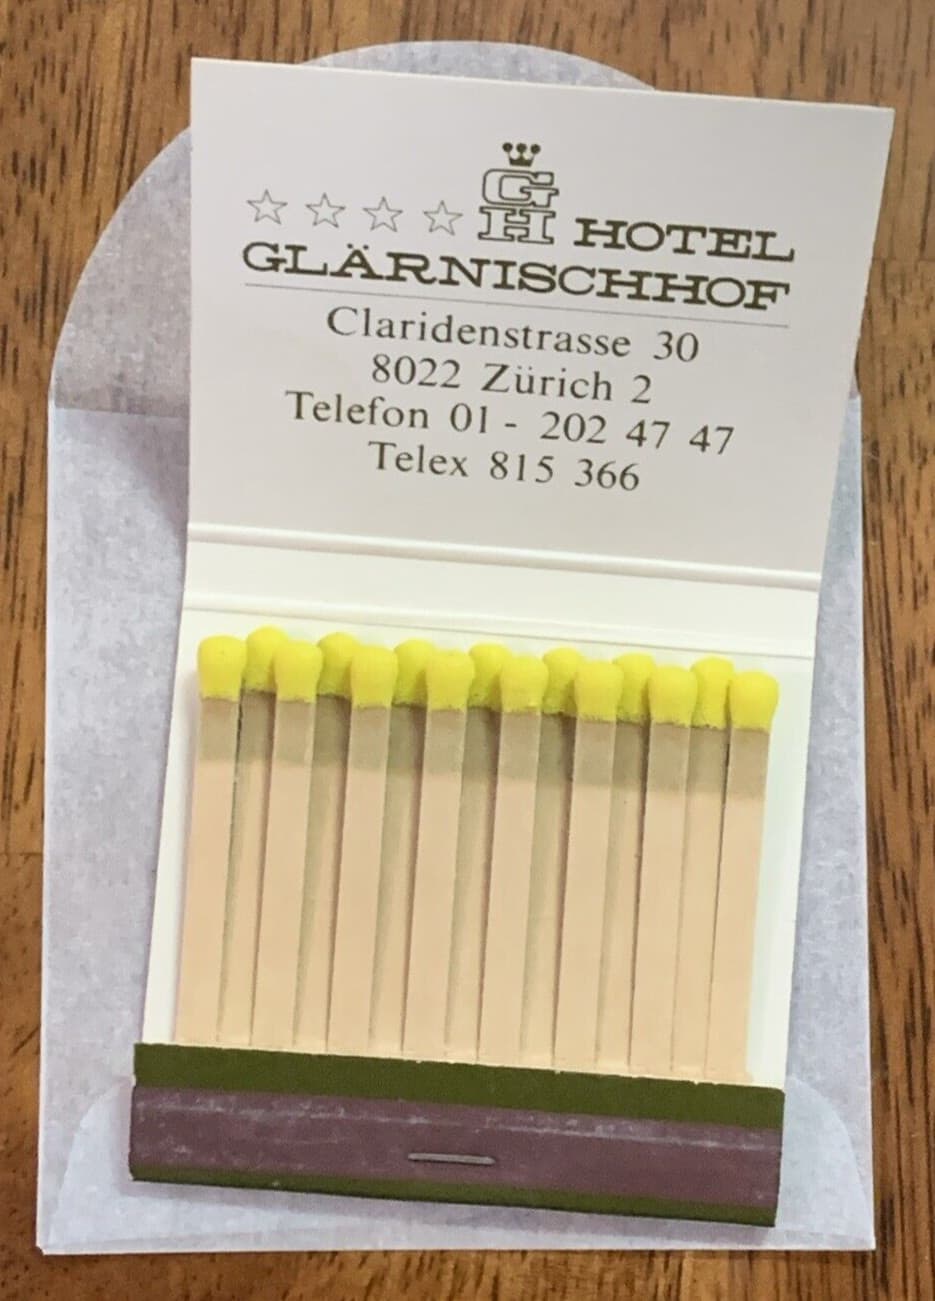 GH HOTEL
GLÄRNISCHHOF
Claridenstrasse 30
8022 Zürich 2
Telefon 01 - 202 47 47
Telex 815 366